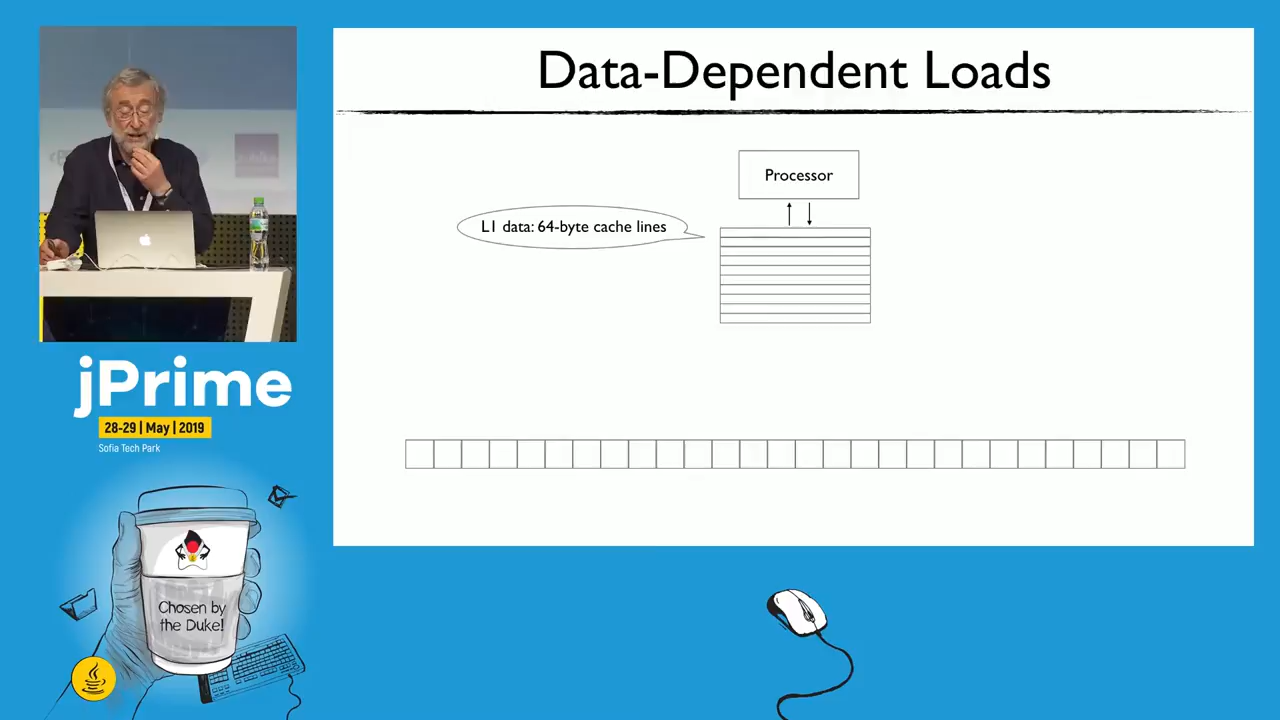 Data-Dependent Loads
Processor
L1 data: 64-byte cache lines
jPrime
28-29 | May | 2019
Sofia Tech Park
Chosen by
the Duke!